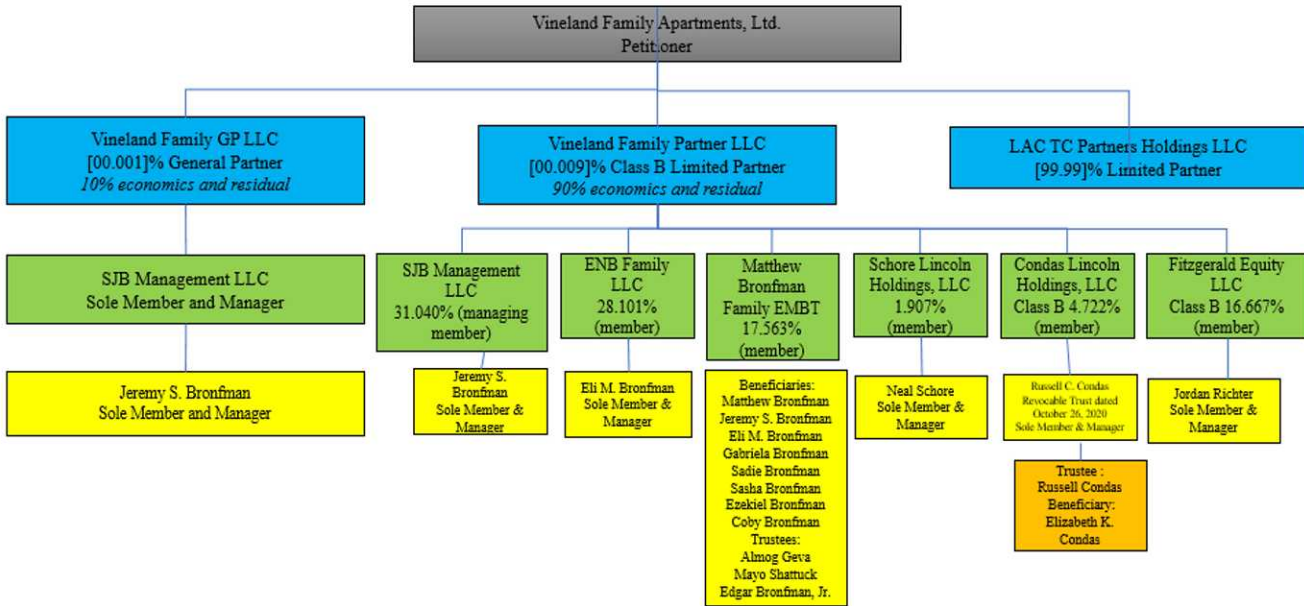 Vineland Family Apartments, Ltd.
Petitioner
Vineland Family GP LLC
[00.001]% General Partner
10% economics and residual
Vineland Family Partner LLC
[00.009]% Class B Limited Partner
90% economics and residual
LAC TC Partners Holdings LLC
[99.99]% Limited Partner
SJB Management LLC
Sole Member and Manager
SJB Management
LLC
31.040% (managing
member)
ENB Family
LLC
28.101%
(member)
Matthew
Bronfman
Family EMBT
17.563%
(member)
Schore Lincoln
Holdings, LLC
1.907%
(member)
Condas Lincoln
Holdings, LLC
Class B 4.722%
(member)
Fitzgerald Equity
LLC
Class B 16.667%
(member)
Jeremy S. Bronfman
Sole Member and Manager
Jeremy S.
Bronfman
Sole Member &
Manager
Eli M. Bronfman
Sole Member &
Manager
Beneficiaries:
Matthew Bronfman
Jeremy S. Bronfman
Eli M. Bronfman
Gabriela Bronfman
Sadie Bronfman
Sasha Bronfman
Ezekiel Bronfman
Coby Bronfman
Trustees:
Almog Geva
Mayo Shattuck
Edgar Bronfman, Jr.
Neal Schore
Sole Member &
Manager
Russell C. Condas
Revocable Trust dated
October 26, 2020
Sole Member & Manager
Jordan Richter
Sole Member &
Manager
Trustee :
Russell Condas
Beneficiary:
Elizabeth K.
Condas